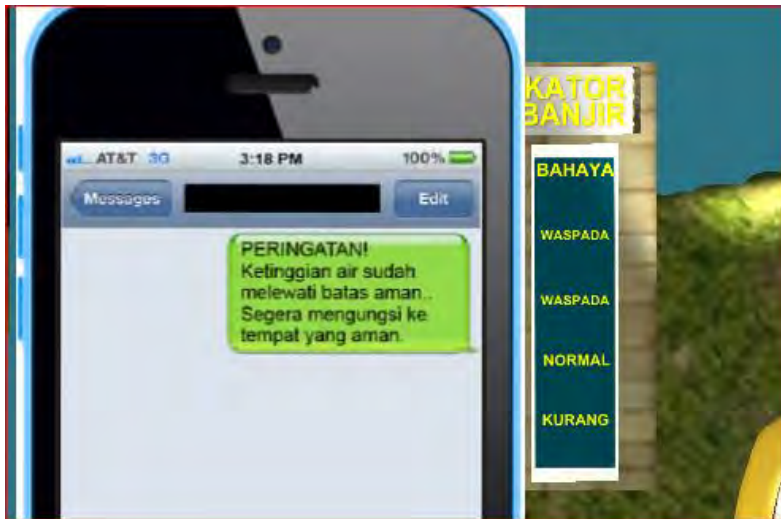 AT&T 3G 3:18 PM 100%
Messages Edit
PERINGATAN!
Ketinggian air sudah
melewati batas aman..
Segera mengungsi ke
tempat yang aman.
KATOR
BANJIR
BAHAYA
WASPADA
WASPADA
NORMAL
KURANG